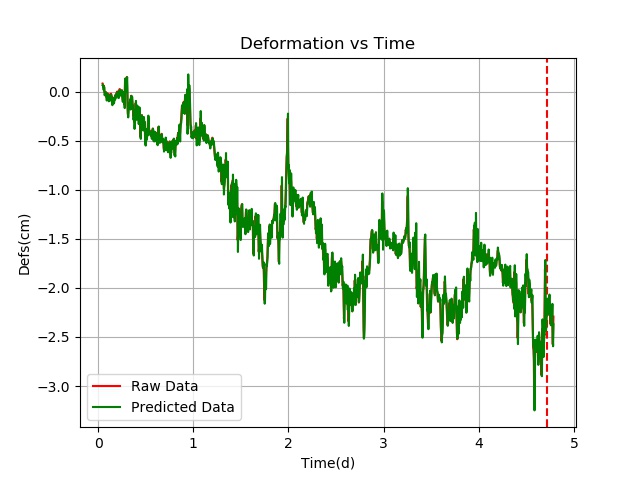 Deformation vs Time
0.0
−0.5
−1.0
−1.5
−2.0
−2.5
−3.0
Defs(cm)
Raw Data
Predicted Data
0 1 2 3 4 5
Time(d)